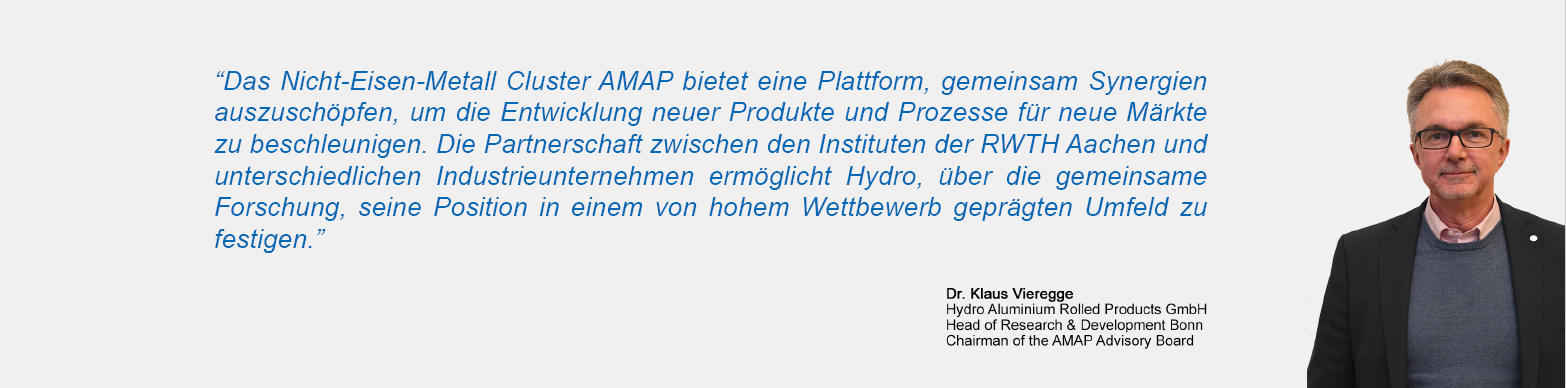 “Das Nicht-Eisen-Metall Cluster AMAP bietet eine Plattform, gemeinsam Synergien
auszuschöpfen, um die Entwicklung neuer Produkte und Prozesse für neue Märkte
zu beschleunigen. Die Partnerschaft zwischen den Instituten der RWTH Aachen und
unterschiedlichen Industrieunternehmen ermöglicht Hydro, über die gemeinsame
Forschung, seine Position in einem von hohem Wettbewerb geprägten Umfeld zu
festigen.”
Dr. Klaus Vieregge
Hydro Aluminium Rolled Products GmbH
Head of Research & Development Bonn
Chairman of the AMAP Advisory Board